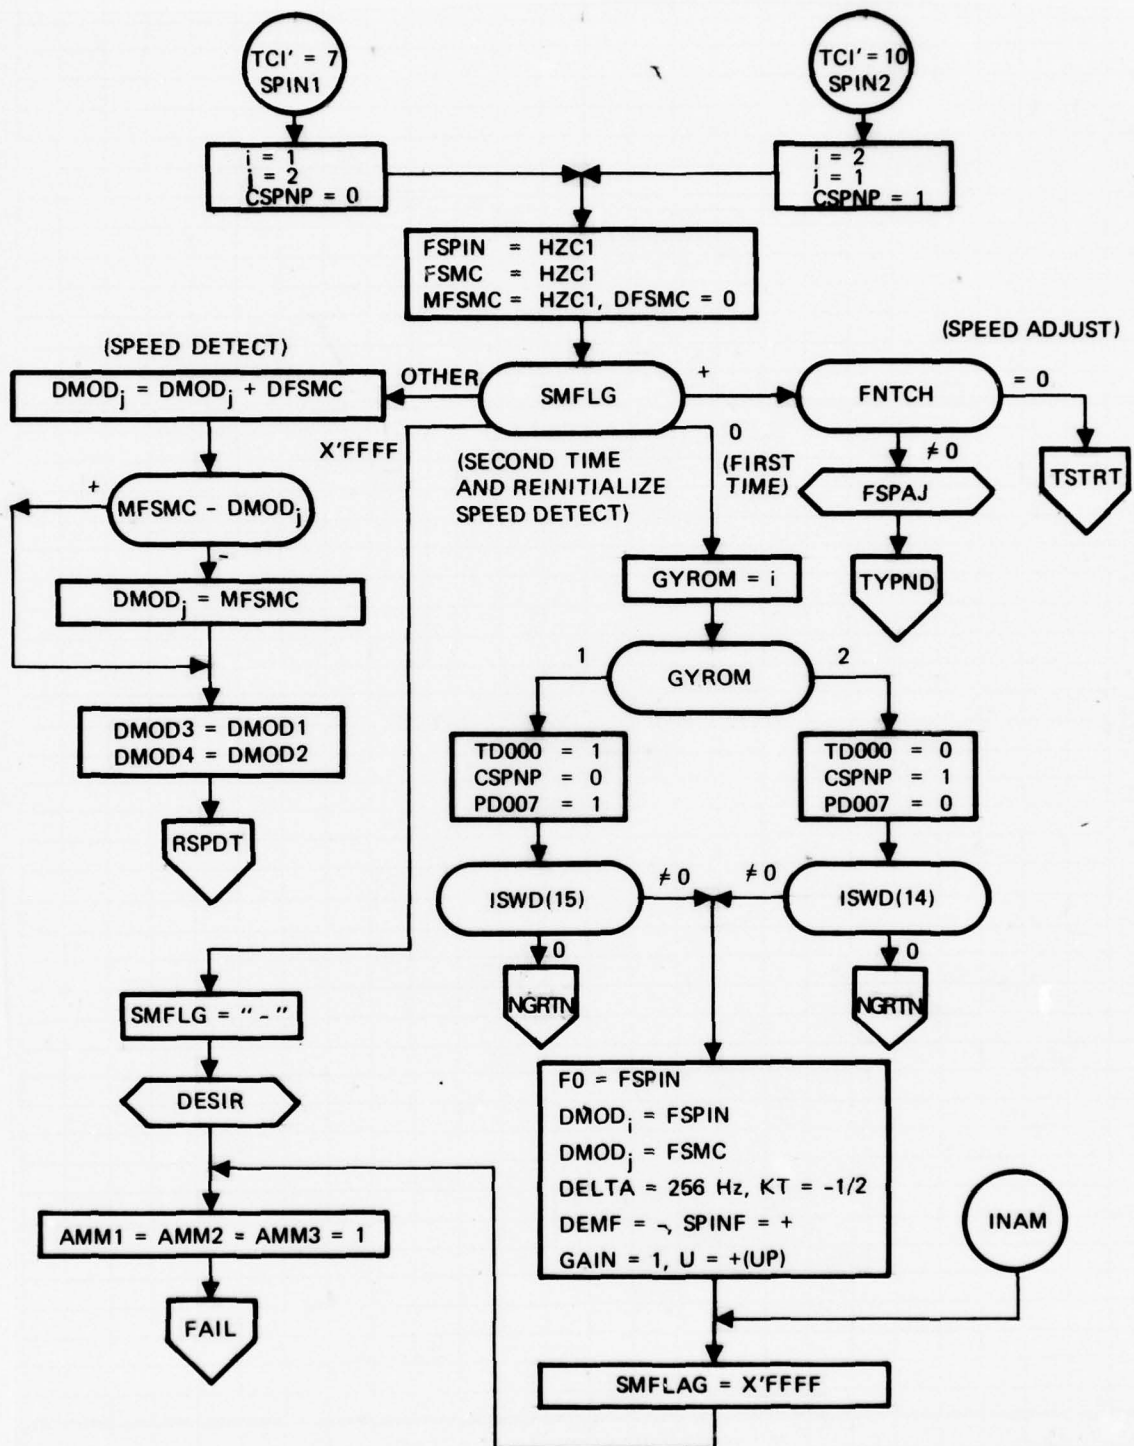 TCI' = 7
SPIN1
TCI' = 10
SPIN2
i = 1
j = 2
CSPNP = 0
i = 2
j = 1
CSPNP = 1
FSPIN = HZC1
FSMC = HZC1
MFSMC = HZC1, DFSMC = 0
(SPEED DETECT)
(SPEED ADJUST)
DMODj = DMODj + DFSMC
OTHER
SMFLG
+
FNTCH
= 0
X'FFFF
(SECOND TIME
AND REINITIALIZE
SPEED DETECT)
0
(FIRST
TIME)
≠ 0
TSTRT
+
MFSMC - DMODj
-
FSPAJ
DMODj = MFSMC
GYROM = i
TYPND
1
GYROM
2
DMOD3 = DMOD1
DMOD4 = DMOD2
TD000 = 1
CSPNP = 0
PD007 = 1
TD000 = 0
CSPNP = 1
PD007 = 0
RSPDT
ISWD(15)
≠ 0
≠ 0
ISWD(14)
0
0
NGRTN
NGRTN
SMFLG = "-"
DESIR
F0 = FSPIN
DMODi = FSPIN
DMODj = FSMC
DELTA = 256 Hz, KT = -1/2
DEMF = -, SPINF = +
GAIN = 1, U = +(UP)
INAM
AMM1 = AMM2 = AMM3 = 1
FAIL
SMFLAG = X'FFFF